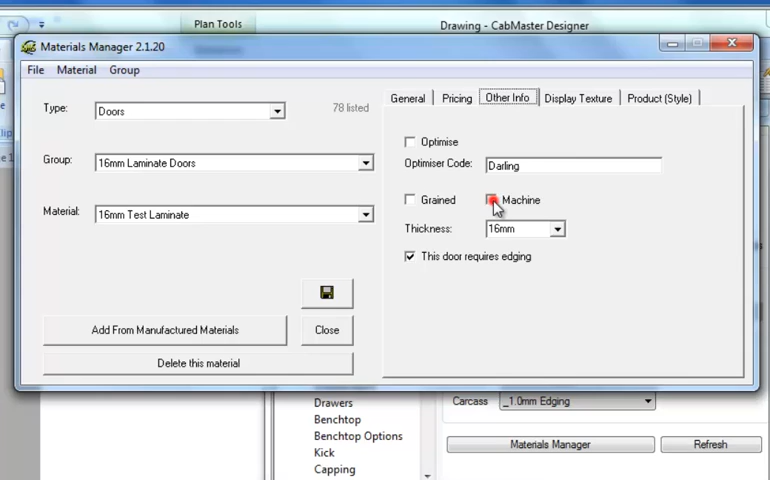 Plan Tools
Drawing - CabMaster Designer
Materials Manager 2.1.20
File Material Group
Type: Doors 78 listed
Group: 16mm Laminate Doors
Material: 16mm Test Laminate
Add From Manufactured Materials
Close
Delete this material
General Pricing Other Info Display Texture Product (Style)
Optimise
Optimiser Code: Darling
Grained Machine
Thickness: 16mm
This door requires edging
Drawers
Benchtop
Benchtop Options
Kick
Capping
Carcass _1.0mm Edging
Materials Manager Refresh